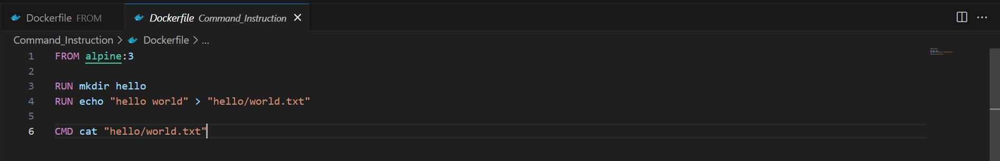 Dockerfile FROM
Dockerfile Command_Instruction
Command_Instruction > Dockerfile > ...
1 FROM alpine:3
2
3 RUN mkdir hello
4 RUN echo "hello world" > "hello/world.txt"
5
6 CMD cat "hello/world.txt"